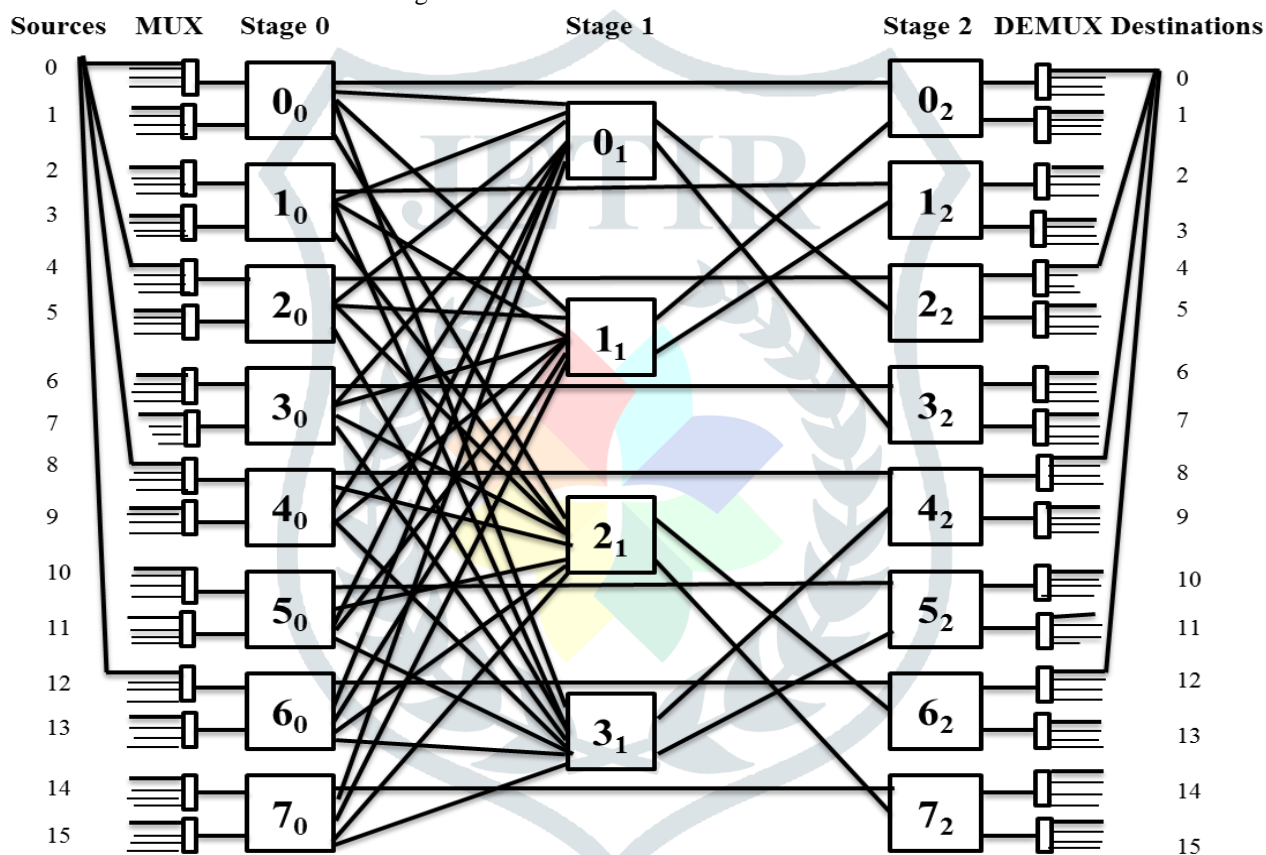 Sources MUX Stage 0 Stage 1 Stage 2 DEMUX Destinations
0 0₀ 0₂ 0
1 0₁ 1
2 1₀ 1₂ 2
3 3
4 2₀ 2₂ 4
5 1₁ 5
6 3₀ 3₂ 6
7 7
8 4₀ 4₂ 8
9 2₁ 9
10 5₀ 5₂ 10
11 11
12 6₀ 6₂ 12
13 3₁ 13
14 7₀ 7₂ 14
15 15
JETIR